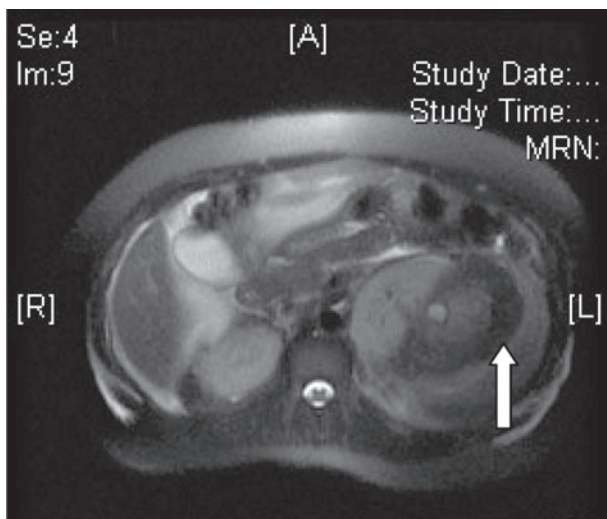 Se:4
Im:9
[A]
Study Date:...
Study Time:...
MRN:
[R]
[L]